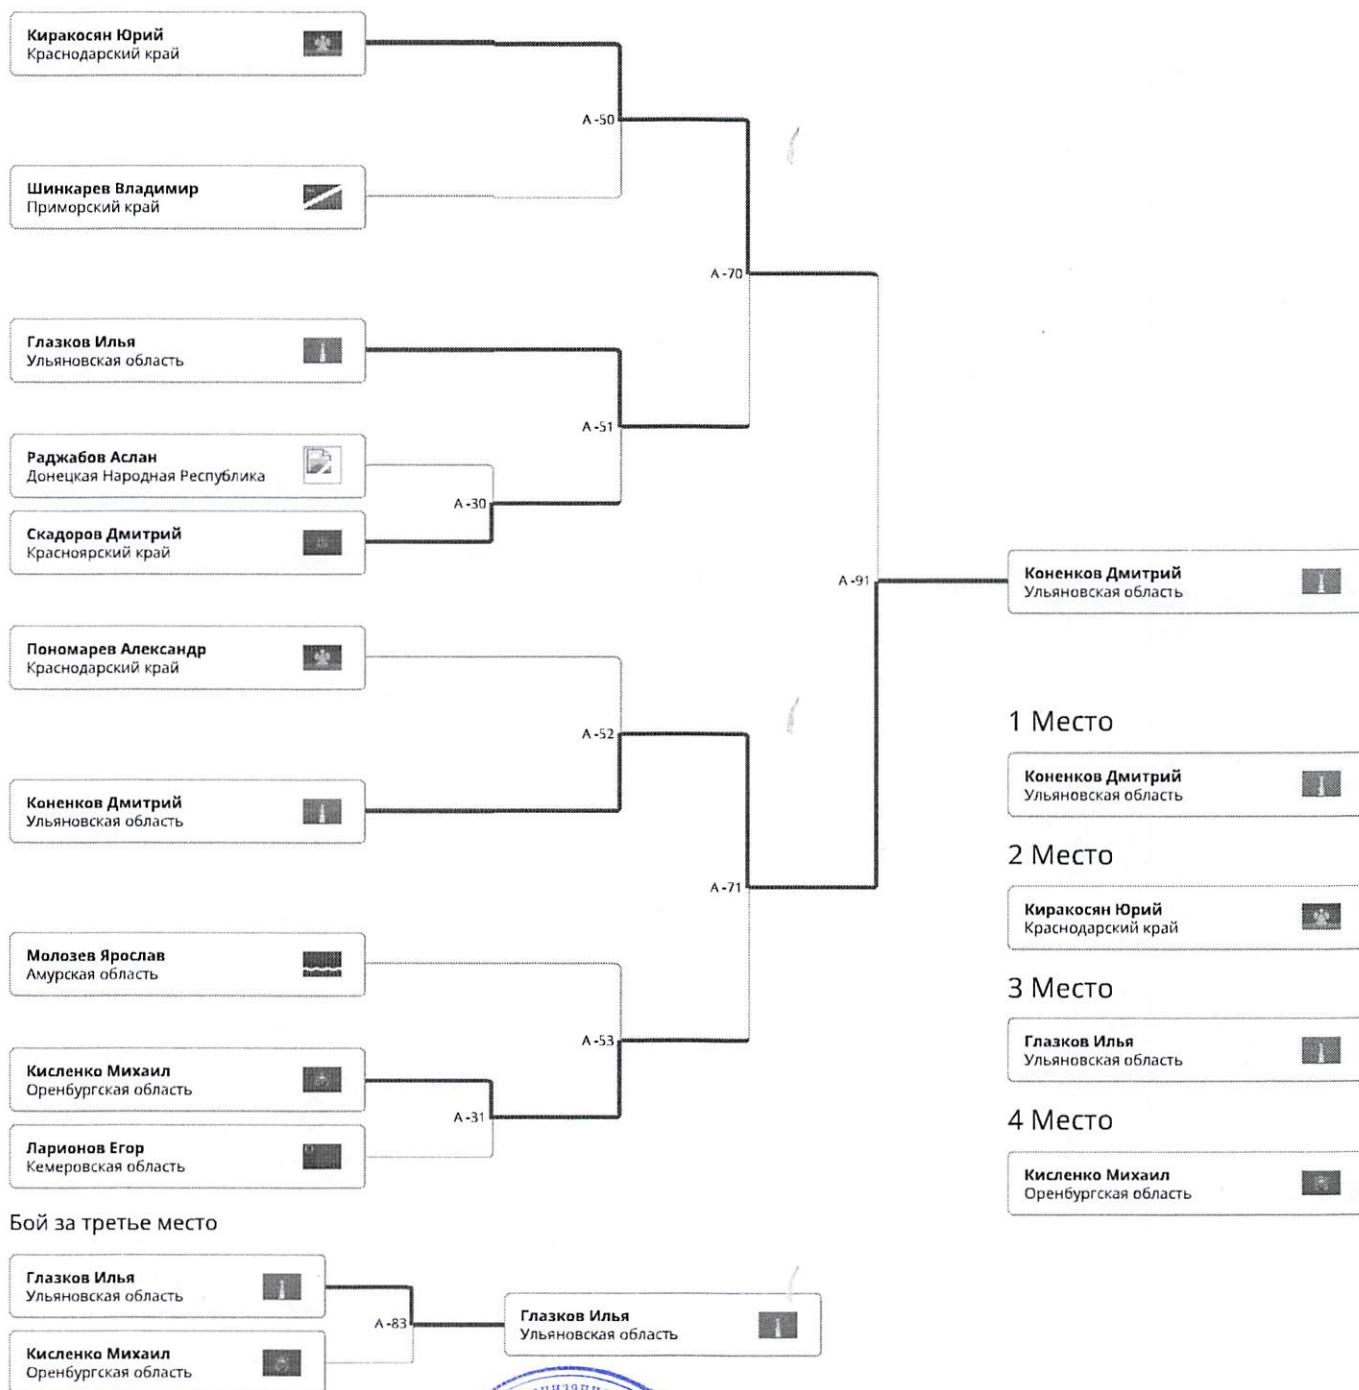 Киракосян Юрий
Краснодарский край
A -50
Шинкарев Владимир
Приморский край
A -70
Глазков Илья
Ульяновская область
A -51
Раджабов Аслан
Донецкая Народная Республика
A -30
Скадоров Дмитрий
Красноярский край
A -91
Коненков Дмитрий
Ульяновская область
Пономарев Александр
Краснодарский край
A -52
Коненков Дмитрий
Ульяновская область
A -71
Молозев Ярослав
Амурская область
A -53
Кисленко Михаил
Оренбургская область
A -31
Ларионов Егор
Кемеровская область
1 Место
Коненков Дмитрий
Ульяновская область
2 Место
Киракосян Юрий
Краснодарский край
3 Место
Глазков Илья
Ульяновская область
4 Место
Кисленко Михаил
Оренбургская область
Бой за третье место
Глазков Илья
Ульяновская область
A -83
Кисленко Михаил
Оренбургская область
Глазков Илья
Ульяновская область